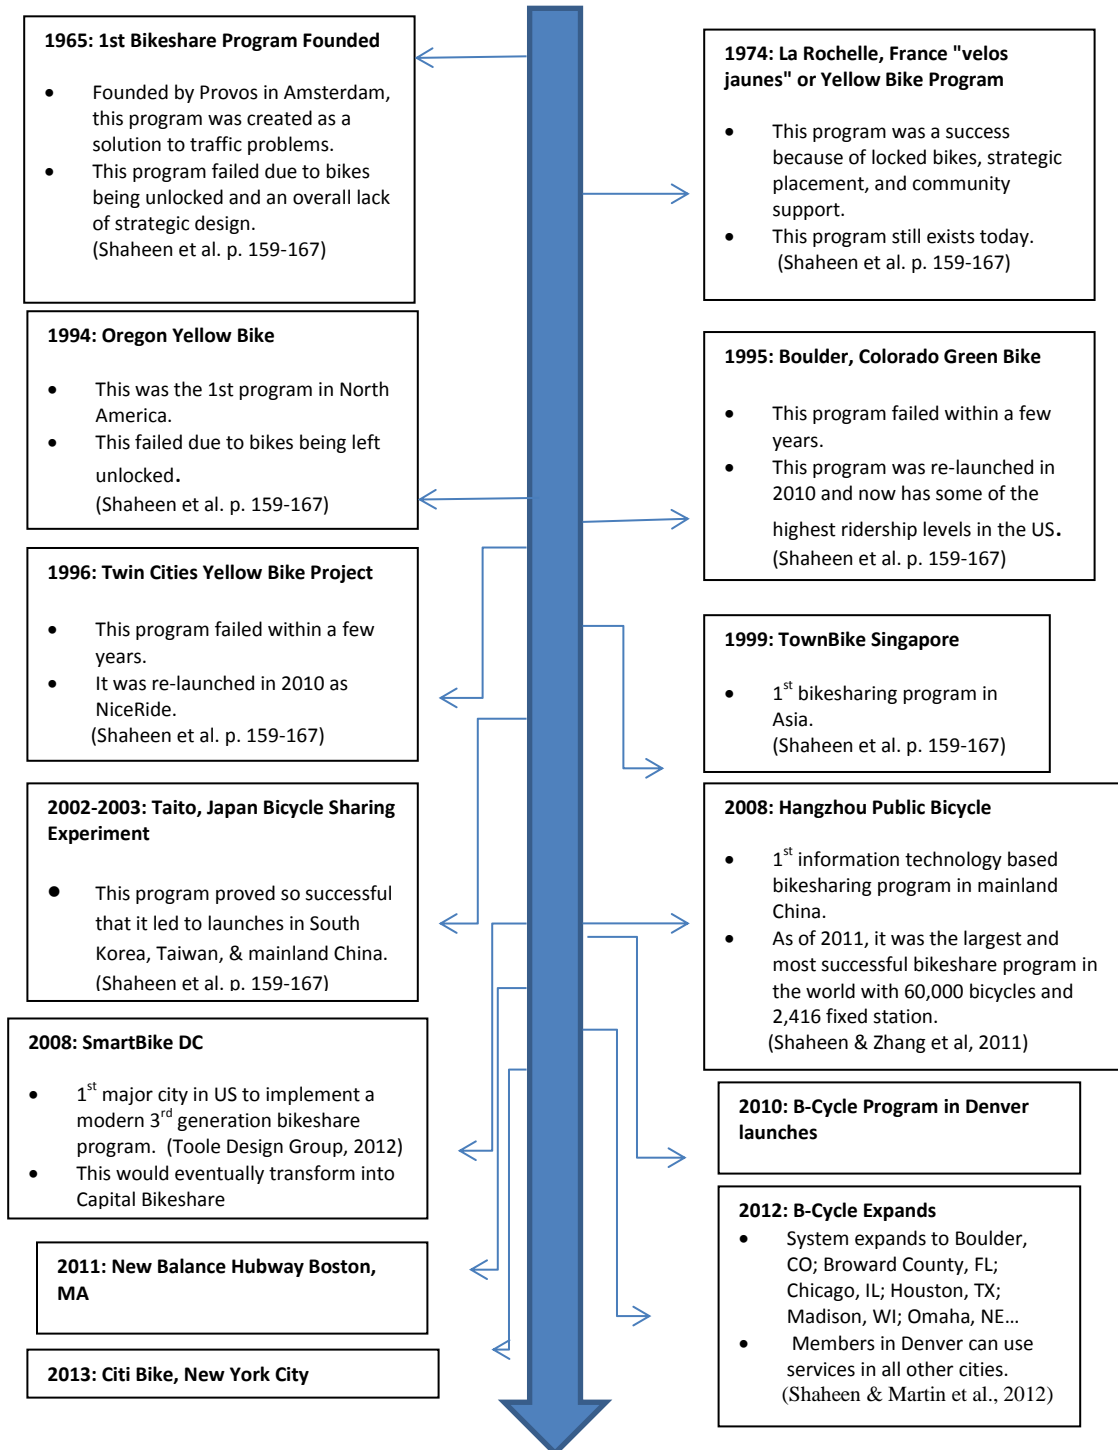 1965: 1st Bikeshare Program Founded
• Founded by Provos in Amsterdam,
this program was created as a
solution to traffic problems.
• This program failed due to bikes
being unlocked and an overall lack
of strategic design.
(Shaheen et al. p. 159-167)
1974: La Rochelle, France "velos
jaunes" or Yellow Bike Program
• This program was a success
because of locked bikes, strategic
placement, and community
support.
• This program still exists today.
(Shaheen et al. p. 159-167)
1994: Oregon Yellow Bike
• This was the 1st program in North
America.
• This failed due to bikes being left
unlocked.
(Shaheen et al. p. 159-167)
1995: Boulder, Colorado Green Bike
• This program failed within a few
years.
• This program was re-launched in
2010 and now has some of the
highest ridership levels in the US.
(Shaheen et al. p. 159-167)
1996: Twin Cities Yellow Bike Project
• This program failed within a few
years.
• It was re-launched in 2010 as
NiceRide.
(Shaheen et al. p. 159-167)
1999: TownBike Singapore
• 1st bikesharing program in
Asia.
(Shaheen et al. p. 159-167)
2002-2003: Taito, Japan Bicycle Sharing
Experiment
• This program proved so successful
that it led to launches in South
Korea, Taiwan, & mainland China.
(Shaheen et al. p. 159-167)
2008: Hangzhou Public Bicycle
• 1st information technology based
bikesharing program in mainland
China.
• As of 2011, it was the largest and
most successful bikeshare program in
the world with 60,000 bicycles and
2,416 fixed station.
(Shaheen & Zhang et al, 2011)
2008: SmartBike DC
• 1st major city in US to implement a
modern 3rd generation bikeshare
program. (Toole Design Group, 2012)
• This would eventually transform into
Capital Bikeshare
2010: B-Cycle Program in Denver
launches
2011: New Balance Hubway Boston,
MA
2012: B-Cycle Expands
• System expands to Boulder,
CO; Broward County, FL;
Chicago, IL; Houston, TX;
Madison, WI; Omaha, NE…
• Members in Denver can use
services in all other cities.
(Shaheen & Martin et al., 2012)
2013: Citi Bike, New York City